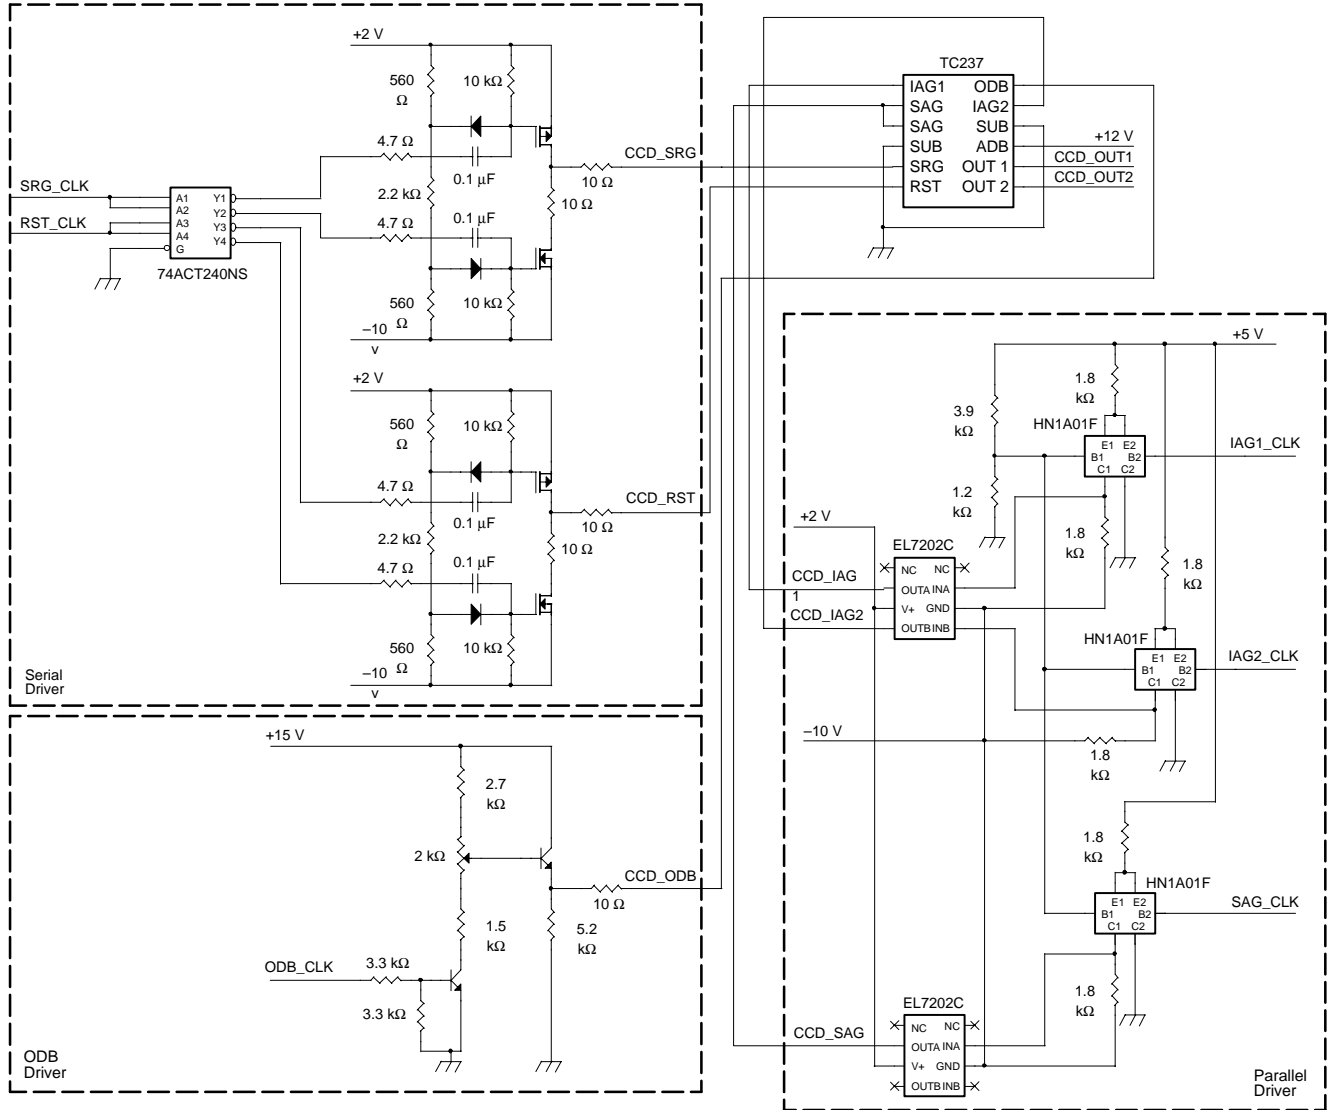 +2 V
560
Ω
10 kΩ
4.7 Ω
0.1 µF
2.2 kΩ
0.1 µF
4.7 Ω
560
Ω
10 kΩ
–10
v
10 Ω
10 Ω
CCD_SRG
SRG_CLK
RST_CLK
A1
A2
A3
A4
G
Y1
Y2
Y3
Y4
74ACT240NS
+2 V
560
Ω
10 kΩ
4.7 Ω
0.1 µF
2.2 kΩ
0.1 µF
4.7 Ω
560
Ω
10 kΩ
–10
v
10 Ω
10 Ω
CCD_RST
Serial
Driver
TC237
IAG1 ODB
SAG IAG2
SAG SUB
SUB ADB
SRG OUT 1
RST OUT 2
+12 V
CCD_OUT1
CCD_OUT2
+15 V
2.7
kΩ
2 kΩ
1.5
kΩ
CCD_ODB
10 Ω
5.2
kΩ
ODB_CLK
3.3 kΩ
3.3 kΩ
ODB
Driver
+5 V
1.8
kΩ
3.9
kΩ
HN1A01F
E1 E2
B1 B2
C1 C2
IAG1_CLK
1.2
kΩ
+2 V
1.8
kΩ
EL7202C
NC NC
OUTA INA
V+ GND
OUTB INB
CCD_IAG
1
CCD_IAG2
1.8
kΩ
HN1A01F
E1 E2
B1 B2
C1 C2
IAG2_CLK
–10 V
1.8
kΩ
1.8
kΩ
HN1A01F
E1 E2
B1 B2
C1 C2
SAG_CLK
1.8
kΩ
EL7202C
NC NC
OUTA INA
V+ GND
OUTB INB
CCD_SAG
Parallel
Driver